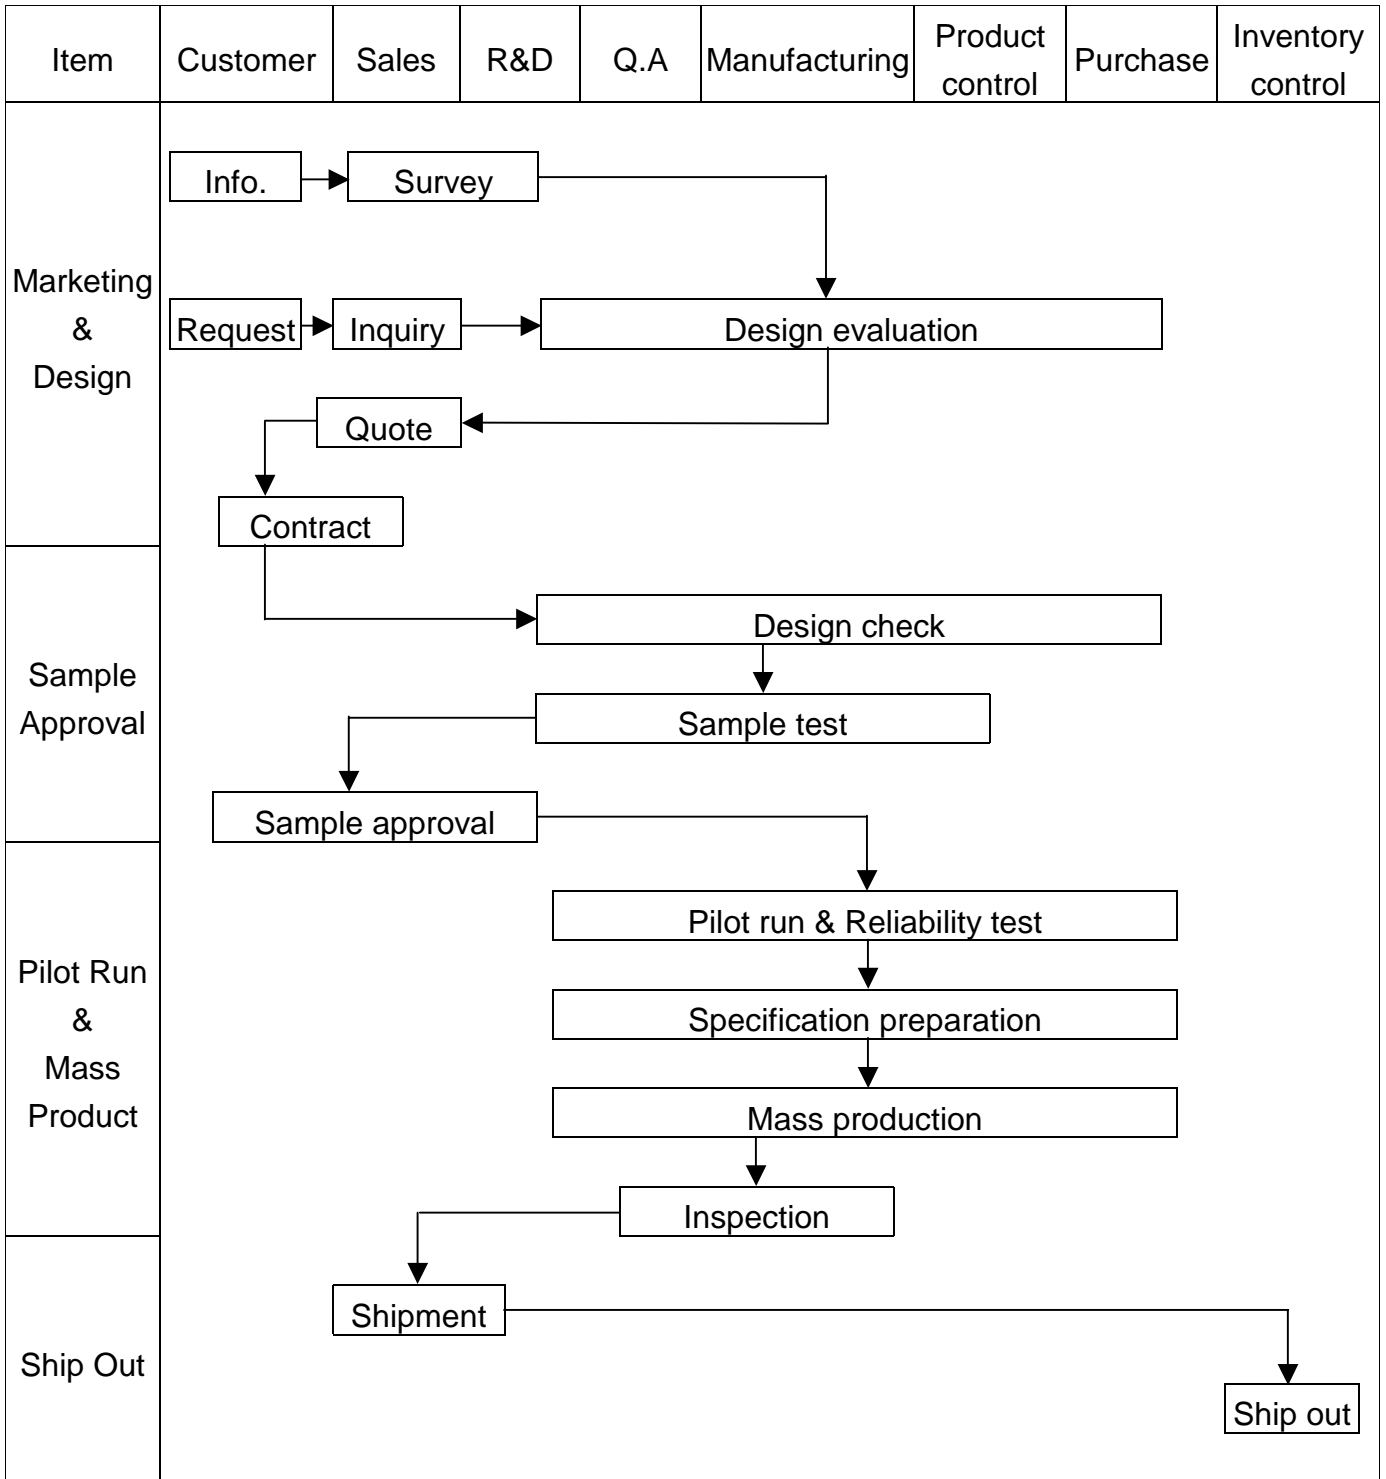 Item
Customer
Sales
R&D
Q.A
Manufacturing
Product
control
Purchase
Inventory
control
Marketing
&
Design
Info.
Survey
Request
Inquiry
Design evaluation
Quote
Contract
Sample
Approval
Design check
Sample test
Sample approval
Pilot Run
&
Mass
Product
Pilot run & Reliability test
Specification preparation
Mass production
Inspection
Ship Out
Shipment
Ship out